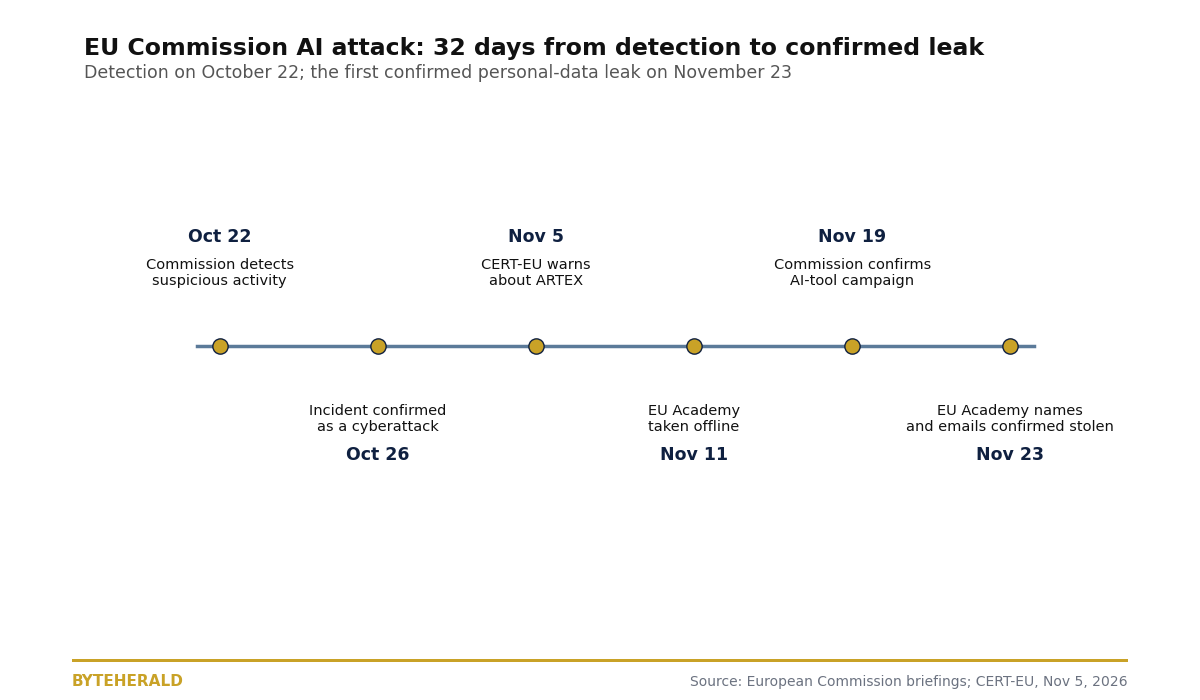 EU Commission AI attack: 32 days from detection to confirmed leak
Detection on October 22; the first confirmed personal-data leak on November 23
Oct 22
Commission detects
suspicious activity
Incident confirmed
as a cyberattack
Oct 26
Nov 5
CERT-EU warns
about ARTEX
EU Academy
taken offline
Nov 11
Nov 19
Commission confirms
AI-tool campaign
EU Academy names
and emails confirmed stolen
Nov 23
BYTEHERALD
Source: European Commission briefings; CERT-EU, Nov 5, 2026